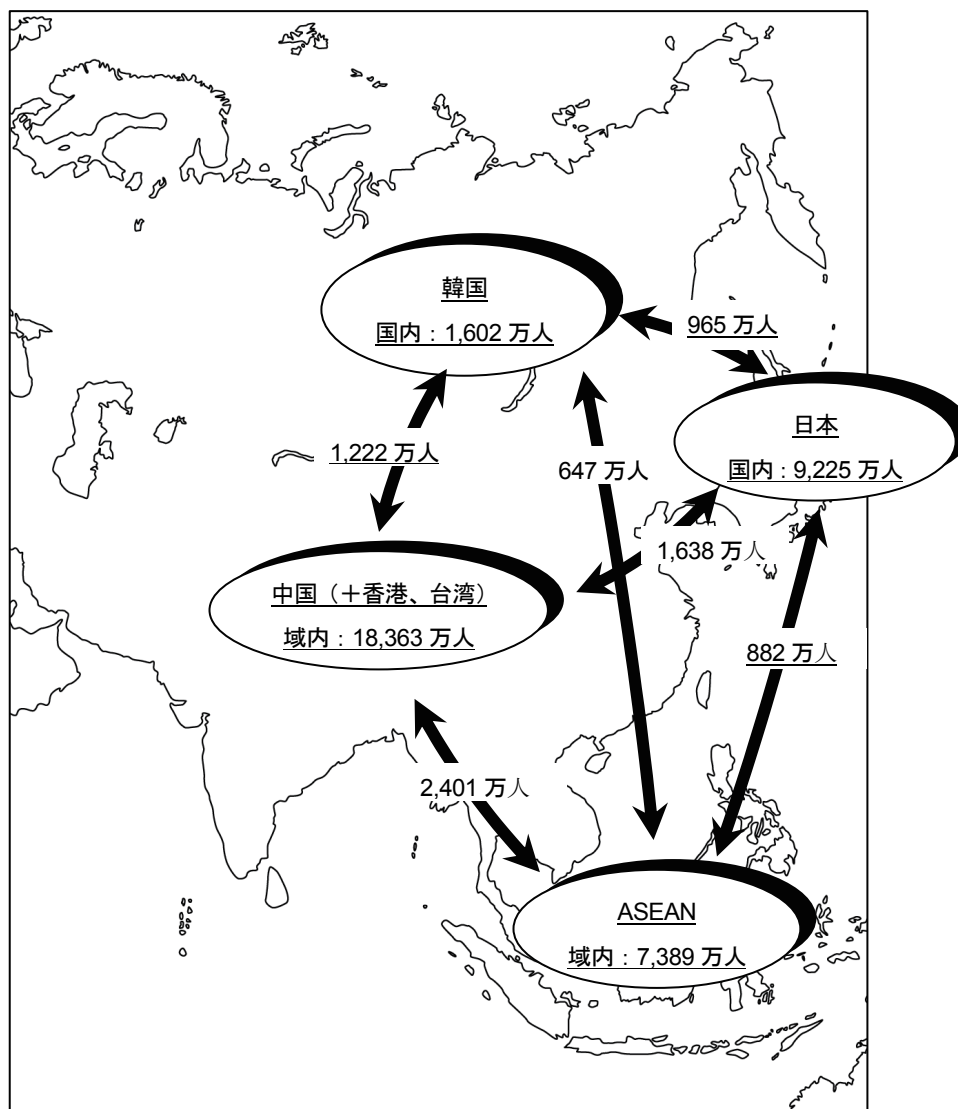 韓国
国内：1,602 万人
965 万人
日本
国内：9,225 万人
1,222 万人
647 万人
1,638 万人
中国（＋香港、台湾）
域内：18,363 万人
882 万人
2,401 万人
ASEAN
域内：7,389 万人